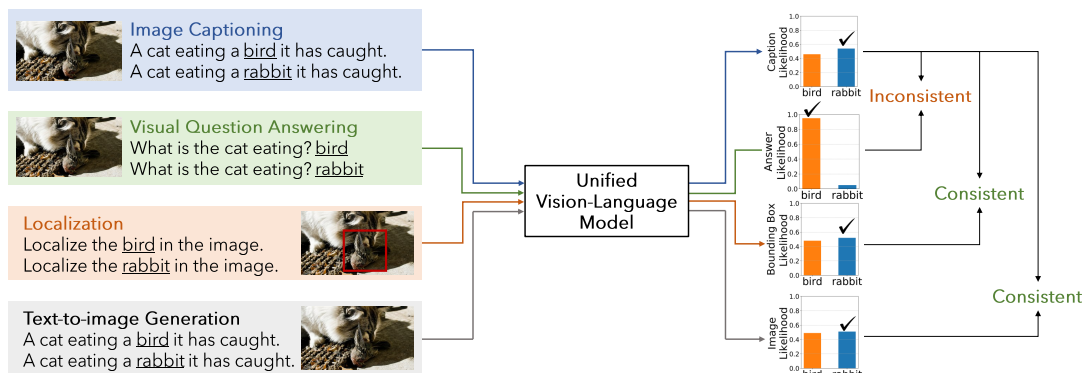 Image Captioning
A cat eating a bird it has caught.
A cat eating a rabbit it has caught.
Visual Question Answering
What is the cat eating? bird
What is the cat eating? rabbit
Localization
Localize the bird in the image.
Localize the rabbit in the image.
Text-to-image Generation
A cat eating a bird it has caught.
A cat eating a rabbit it has caught.
Unified
Vision-Language
Model
Caption
Likelihood
1.0
0.8
0.6
0.4
0.2
0.0
bird rabbit
Answer
Likelihood
1.0
0.8
0.6
0.4
0.2
0.0
Bounding Box
Likelihood
1.0
0.8
0.6
0.4
0.2
0.0
bird rabbit
Image
Likelihood
1.0
0.8
0.6
0.4
0.2
0.0
bird rabbit
Inconsistent
Consistent
Consistent